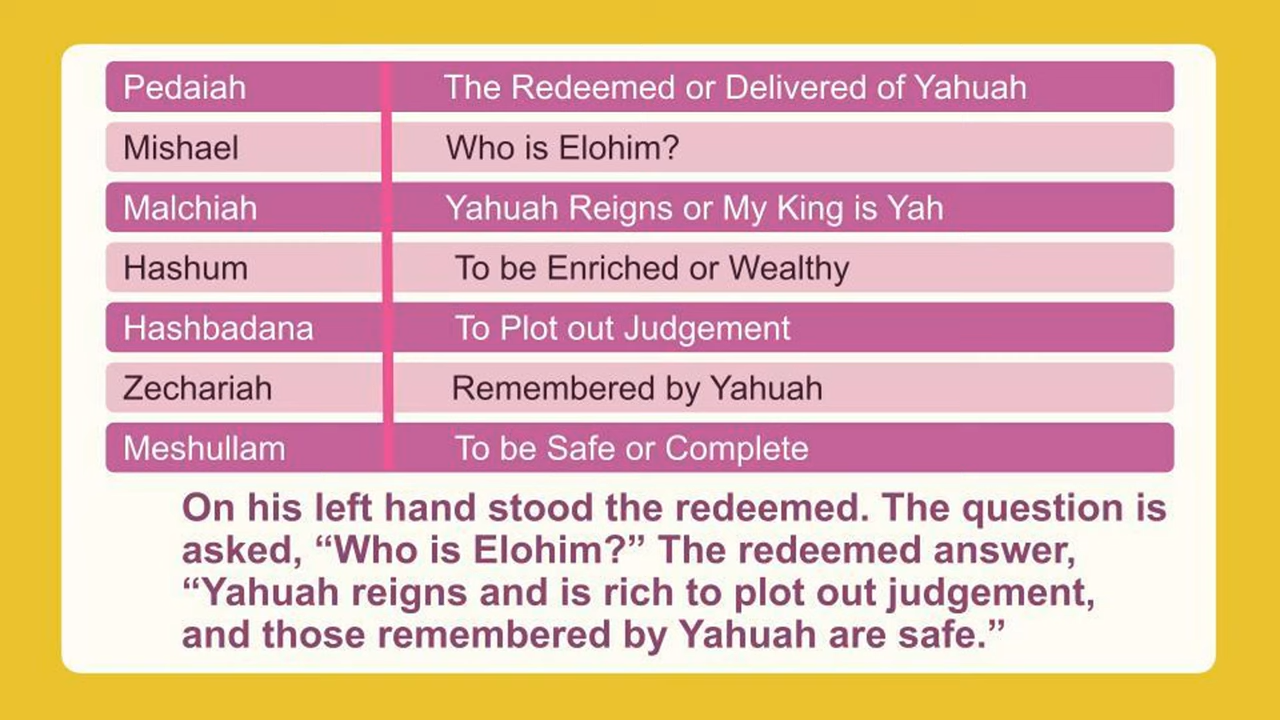 Pedaiah The Redeemed or Delivered of Yahuah
Mishael Who is Elohim?
Malchiah Yahuah Reigns or My King is Yah
Hashum To be Enriched or Wealthy
Hashbadana To Plot out Judgement
Zechariah Remembered by Yahuah
Meshullam To be Safe or Complete
On his left hand stood the redeemed. The question is
asked, “Who is Elohim?” The redeemed answer,
“Yahuah reigns and is rich to plot out judgement,
and those remembered by Yahuah are safe.”